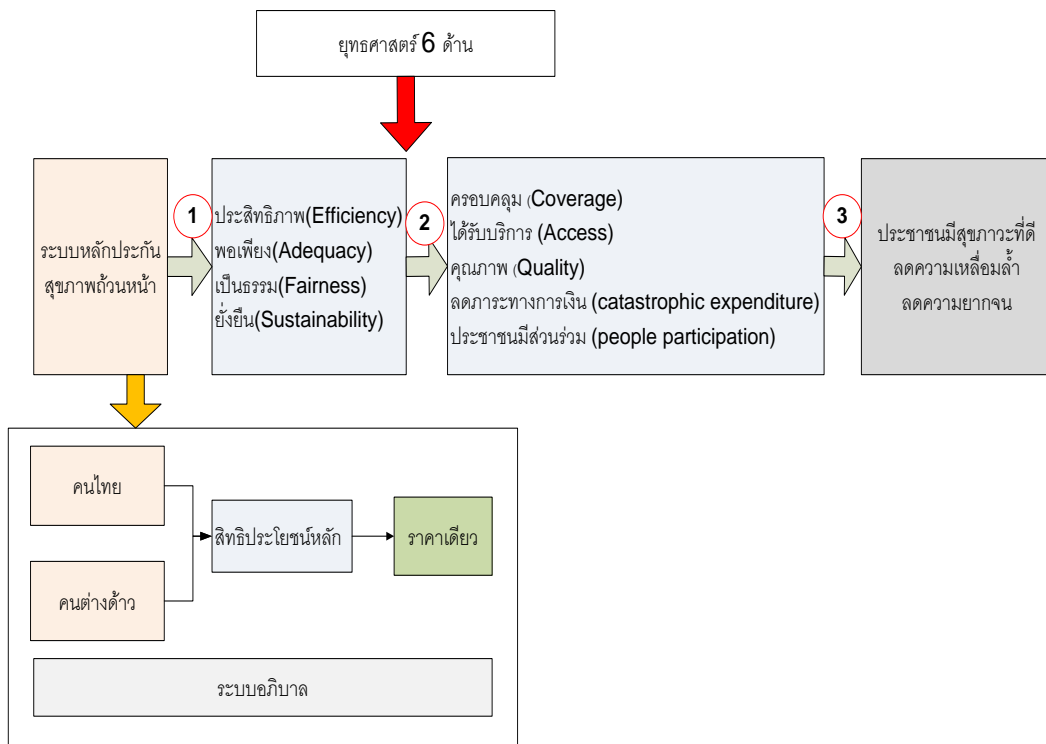 ยุทธศาสตร์ 6 ด้าน
ระบบหลักประกัน
สุขภาพถ้วนหน้า
1
ประสิทธิภาพ(Efficiency)
พอเพียง(Adequacy)
เป็นธรรม(Fairness)
ยั่งยืน(Sustainability)
2
ครอบคลุม (Coverage)
ได้รับบริการ (Access)
คุณภาพ (Quality)
ลดภาระทางการเงิน (catastrophic expenditure)
ประชาชนมีส่วนร่วม (people participation)
3
ประชาชนมีสุขภาวะที่ดี
ลดความเหลื่อมล้ำ
ลดความยากจน
คนไทย
สิทธิประโยชน์หลัก
ราคาเดียว
คนต่างด้าว
ระบบอภิบาล